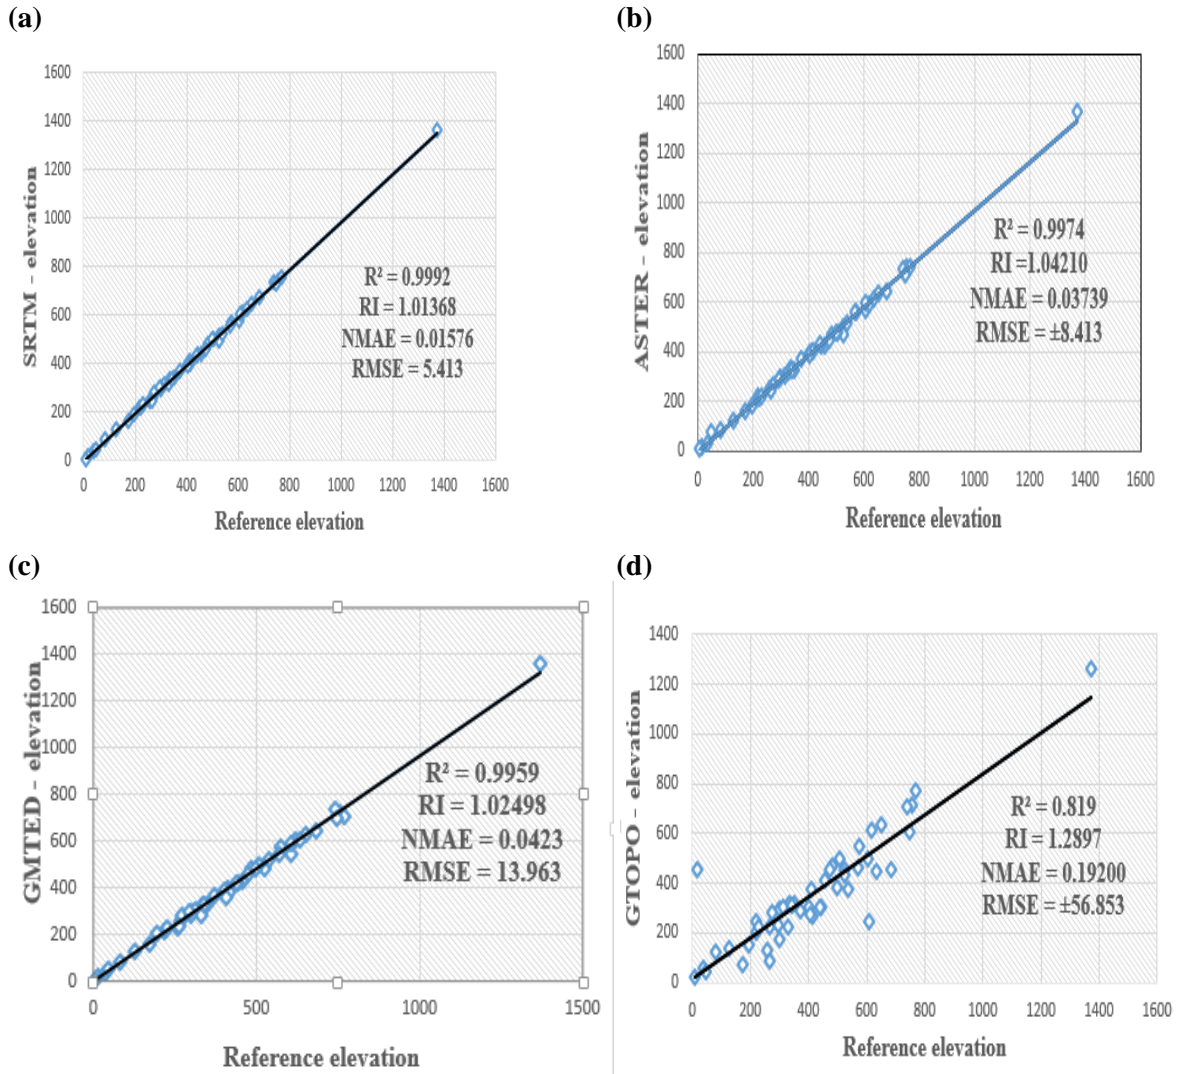 (a)
SRTM - elevation
1600
1400
1200
1000
800
600
400
200
0
R² = 0.9992
RI = 1.01368
NMAE = 0.01576
RMSE = 5.413
0 200 400 600 800 1000 1200 1400 1600
Reference elevation
(b)
ASTER - elevation
1600
1400
1200
1000
800
600
400
200
0
R² = 0.9974
RI =1.04210
NMAE = 0.03739
RMSE = ±8.413
0 200 400 600 800 1000 1200 1400 1600
Reference elevation
(c)
GMTED - elevation
1600
1400
1200
1000
800
600
400
200
0
R² = 0.9959
RI = 1.02498
NMAE = 0.0423
RMSE = 13.963
0 500 1000 1500
Reference elevation
(d)
GTOPO - elevation
1400
1200
1000
800
600
400
200
0
R² = 0.819
RI = 1.2897
NMAE = 0.19200
RMSE = ±56.853
0 200 400 600 800 1000 1200 1400 1600
Reference elevation